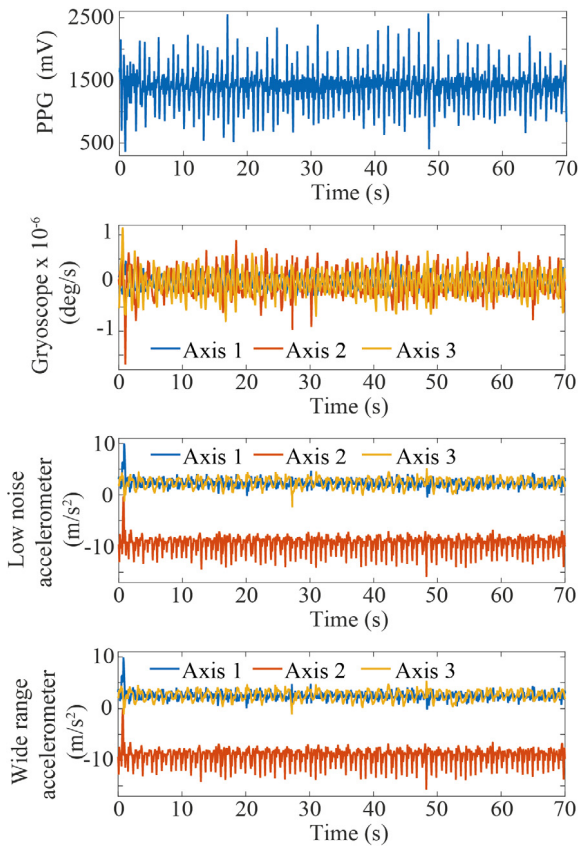 2500
1500
500
PPG (mV)
0 10 20 30 40 50 60 70
Time (s)
1
0
-1
Gryoscope x 10-6
(deg/s)
Axis 1 Axis 2 Axis 3
0 10 20 30 40 50 60 70
Time (s)
10
0
-10
Low noise
accelerometer
(m/s2)
Axis 1 Axis 2 Axis 3
0 10 20 30 40 50 60 70
Time (s)
10
0
-10
Wide range
accelerometer
(m/s-2)
Axis 1 Axis 2 Axis 3
0 10 20 30 40 50 60 70
Time (s)